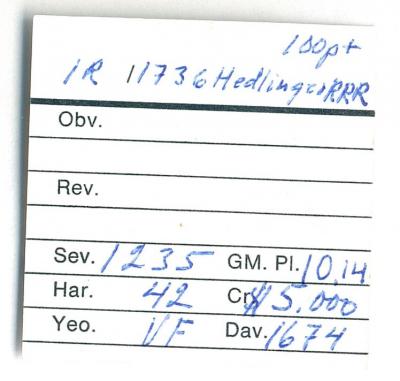 100pt
1R 11736 Hedlinger RRR
Obv.
Rev.
Sev. 1235 GM. Pl. 10.14
Har. 42 Cr. $15.000
Yeo. VF Dav. 1674